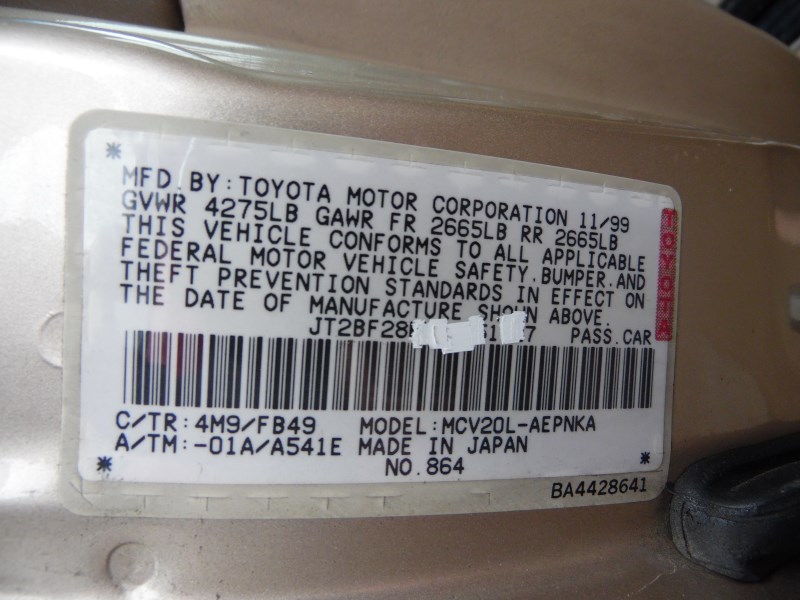 MFD.BY:TOYOTA MOTOR CORPORATION 11/99
GVWR 4275LB GAWR FR 2665LB RR 2665LB
THIS VEHICLE CONFORMS TO ALL APPLICABLE
FEDERAL MOTOR VEHICLE SAFETY.BUMPER.AND
THEFT PREVENTION STANDARDS IN EFFECT ON
THE DATE OF MANUFACTURE SHOWN ABOVE.
PASS.CAR
C/TR:4M9/FB49 MODEL:MCV20L-AEPNKA
A/TM:-01A/A541E MADE IN JAPAN
NO.864
BA4428641
TOYOTA